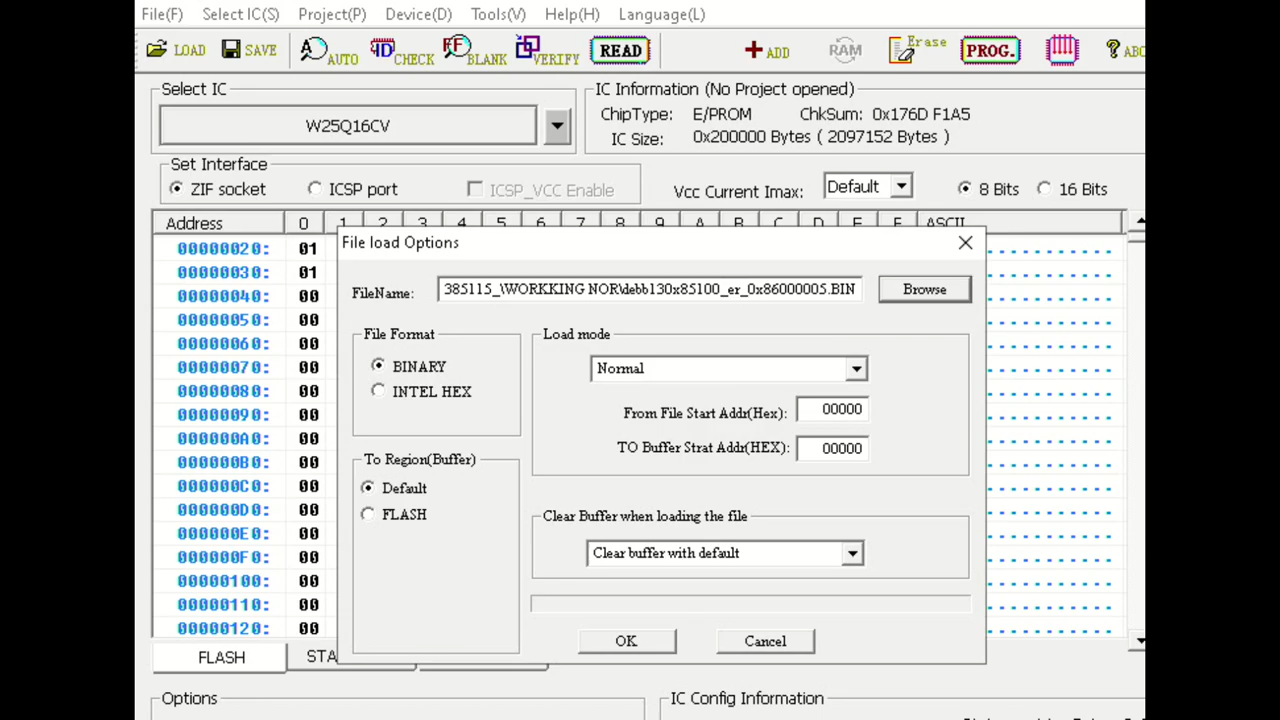 File(F) Select IC(S) Project(P) Device(D) Tools(V) Help(H) Language(L)
LOAD SAVE AUTO ID CHECK FF BLANK VERIFY READ ADD RAM Erase PROG. ? ABC
Select IC
W25Q16CV
IC Information (No Project opened)
ChipType: E/PROM ChkSum: 0x176D F1A5
IC Size: 0x200000 Bytes ( 2097152 Bytes )
Set Interface
ZIF socket ICSP port ICSP_VCC Enable
Vcc Current Imax: Default 8 Bits 16 Bits
Address 0 1 2 3 4 5 6 7 8 9 A B C D E F ASCII
00000020: 01
00000030: 01
00000040: 00
00000050: 00
00000060: 00
00000070: 00
00000080: 00
00000090: 00
000000A0: 00
000000B0: 00
000000C0: 00
000000D0: 00
000000E0: 00
000000F0: 00
00000100: 00
00000110: 00
00000120: 00
File load Options
FileName: 385115_\WORKKING NOR\debb130x85100_er_0x86000005.BIN Browse
File Format
BINARY
INTEL HEX
To Region(Buffer)
Default
FLASH
Load mode
Normal
From File Start Addr(Hex): 00000
TO Buffer Strat Addr(HEX): 00000
Clear Buffer when loading the file
Clear buffer with default
OK Cancel
FLASH STA
Options
IC Config Information